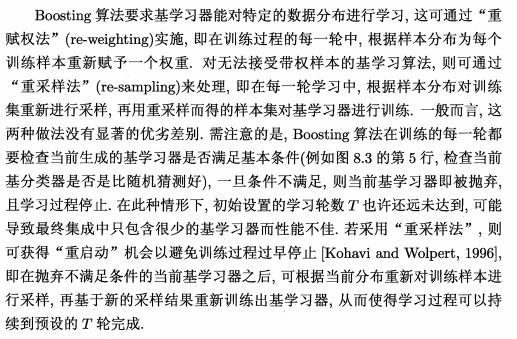 Boosting 算法要求基学习器能对特定的数据分布进行学习, 这可通过“重
赋权法”(re-weighting)实施, 即在训练过程的每一轮中, 根据样本分布为每个
训练样本重新赋予一个权重. 对无法接受带权样本的基学习算法, 则可通过
“重采样法”(re-sampling)来处理, 即在每一轮学习中, 根据样本分布对训练
集重新进行采样, 再用重采样而得的样本集对基学习器进行训练. 一般而言, 这
两种做法没有显著的优劣差别. 需注意的是, Boosting 算法在训练的每一轮都
要检查当前生成的基学习器是否满足基本条件(例如图 8.3 的第 5 行, 检查当前
基分类器是否是比随机猜测好), 一旦条件不满足, 则当前基学习器即被抛弃,
且学习过程停止. 在此种情形下, 初始设置的学习轮数 T 也许还远未达到, 可能
导致最终集成中只包含很少的基学习器而性能不佳. 若采用“重采样法”, 则
可获得“重启动”机会以避免训练过程过早停止 [Kohavi and Wolpert, 1996],
即在抛弃不满足条件的当前基学习器之后, 可根据当前分布重新对训练样本进
行采样, 再基于新的采样结果重新训练出基学习器, 从而使得学习过程可以持
续到预设的 T 轮完成.